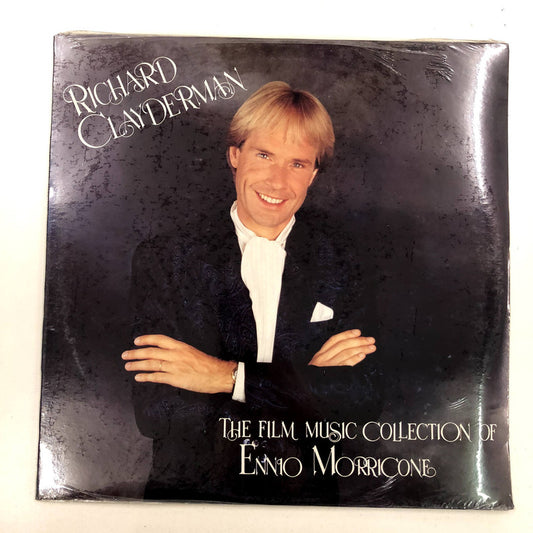 RICHARD
CLAYDERMAN
THE FILM MUSIC COLLECTION OF
ENNIO MORRICONE